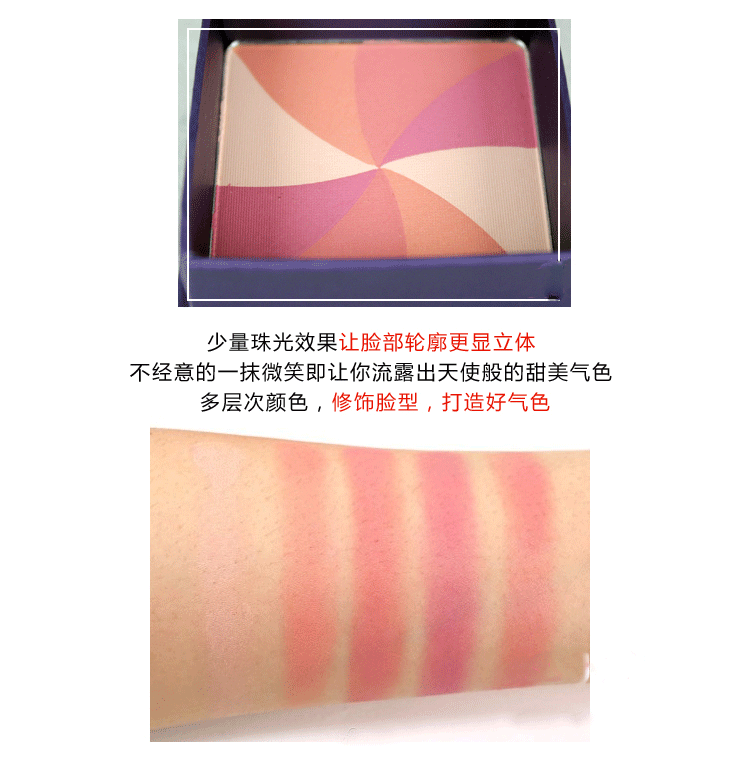 少量珠光效果让脸部轮廓更显立体
不经意的一抹微笑即让你流露出天使般的甜美气色
多层次颜色，修饰脸型，打造好气色